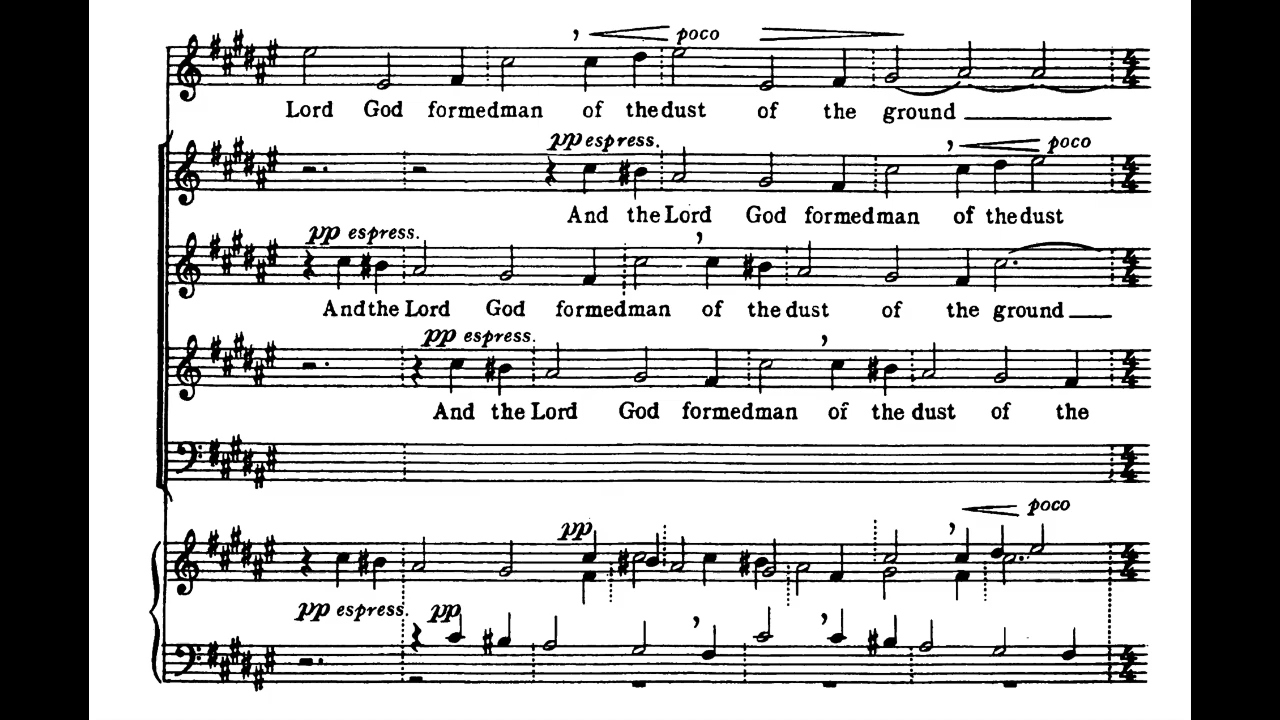 poco
Lord God formedman of thedust of the ground
pp espress.
poco
And the Lord God formedman of thedust
pp espress.
Andthe Lord God formedman of the dust of the ground
pp espress.
And the Lord God formedman of the dust of the
4
4
pp
poco
pp espress. pp